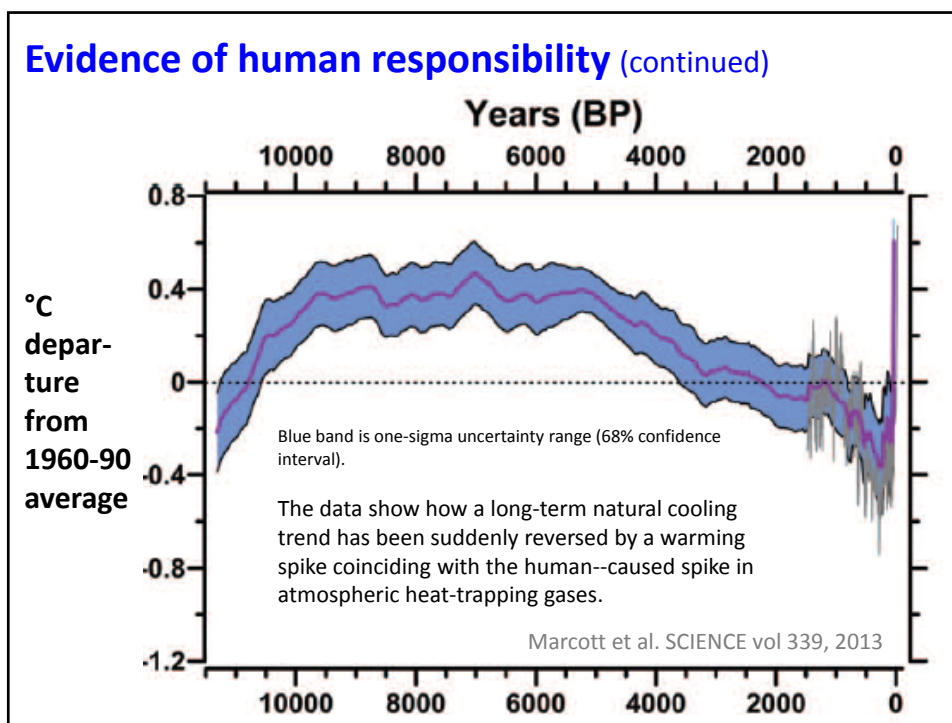 Evidence of human responsibility (continued)
Years (BP)
10000 8000 6000 4000 2000 0
0.8
0.4
0
-0.4
-0.8
-1.2
°C
depar-
ture
from
1960-90
average
Blue band is one-sigma uncertainty range (68% confidence
interval).
The data show how a long-term natural cooling
trend has been suddenly reversed by a warming
spike coinciding with the human--caused spike in
atmospheric heat-trapping gases.
Marcott et al. SCIENCE vol 339, 2013
10000 8000 6000 4000 2000 0